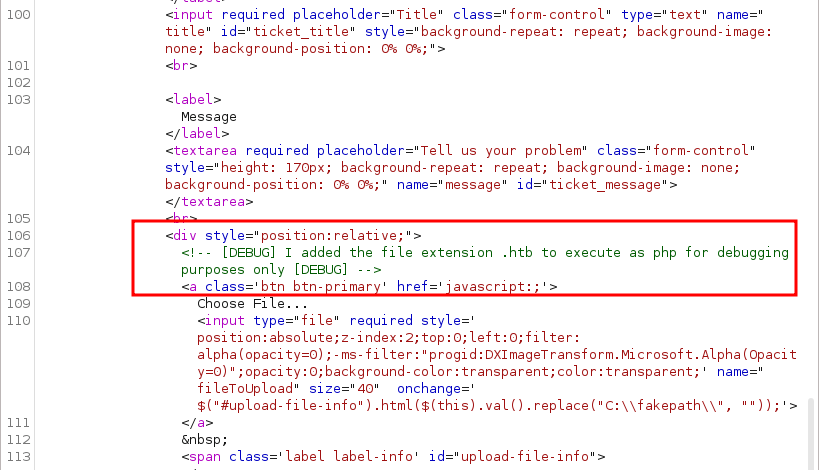 </label>
100 <input required placeholder="Title" class="form-control" type="text" name="
title" id="ticket_title" style="background-repeat: repeat; background-image:
none; background-position: 0% 0%;">
101 <br>
102
103 <label>
Message
</label>
104 <textarea required placeholder="Tell us your problem" class="form-control"
style="height: 170px; background-repeat: repeat; background-image: none;
background-position: 0% 0%;" name="message" id="ticket_message">
</textarea>
105 <br>
106 <div style="position:relative;">
107 <!-- [DEBUG] I added the file extension .htb to execute as php for debugging
purposes only [DEBUG] -->
108 <a class='btn btn-primary' href='javascript:;'>
109 Choose File...
110 <input type="file" required style='
position:absolute;z-index:2;top:0;left:0;filter:
alpha(opacity=0);-ms-filter:"progid:DXImageTransform.Microsoft.Alpha(Opacit
y=0)";opacity:0;background-color:transparent;color:transparent;' name="
fileToUpload" size="40"  onchange='
$("#upload-file-info").html($(this).val().replace("C:\\fakepath\\", ""));'>
111 </a>
112 &nbsp;
113 <span class='label label-info' id="upload-file-info">